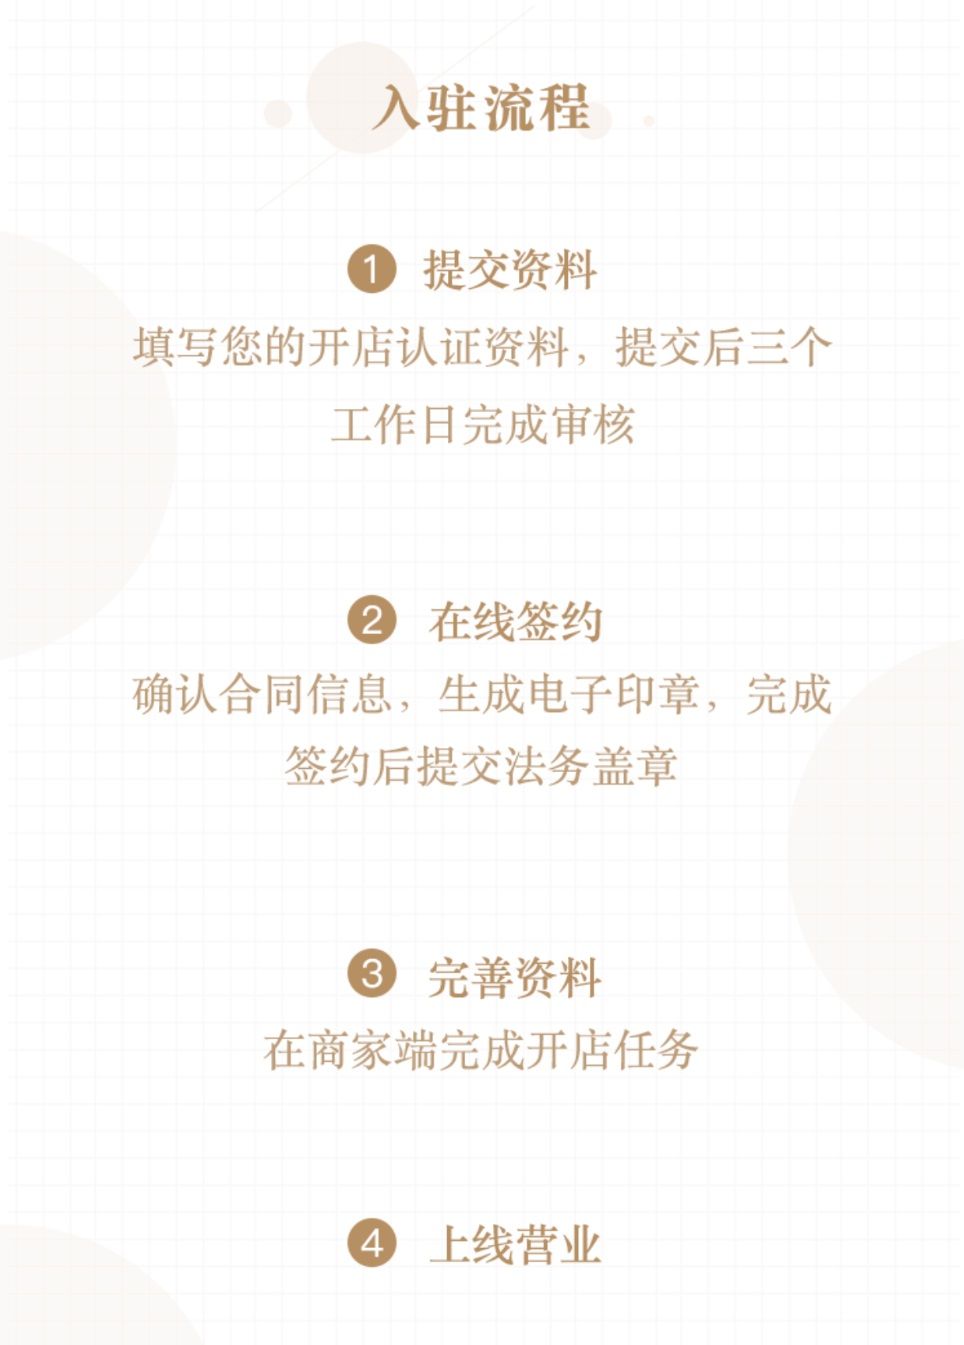 入驻流程
1 提交资料
填写您的开店认证资料，提交后三个
工作日完成审核
2 在线签约
确认合同信息，生成电子印章，完成
签约后提交法务盖章
3 完善资料
在商家端完成开店任务
4 上线营业